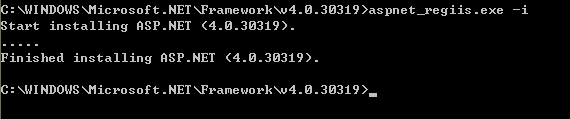 C:\WINDOWS\Microsoft.NET\Framework\v4.0.30319>aspnet_regiis.exe -i
Start installing ASP.NET (4.0.30319).
.....
Finished installing ASP.NET (4.0.30319).
C:\WINDOWS\Microsoft.NET\Framework\v4.0.30319>_